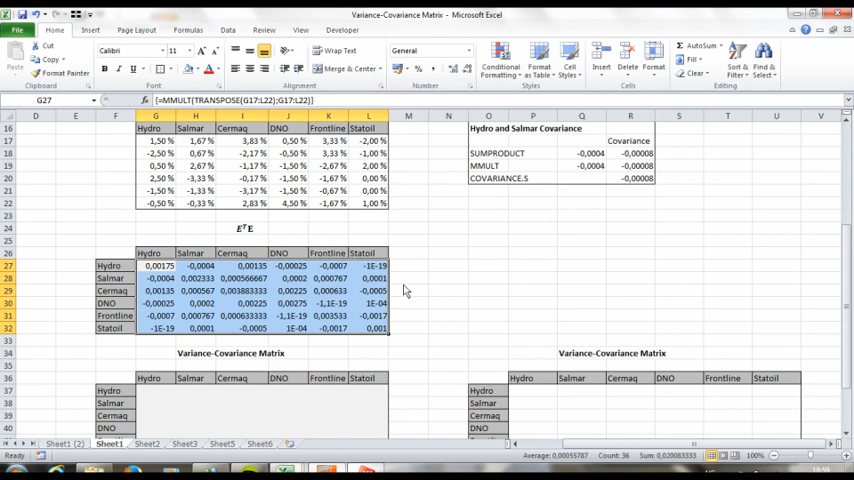 Variance-Covariance Matrix - Microsoft Excel
File Home Insert Page Layout Formulas Data Review View Developer
Cut
Copy
Format Painter
Paste
Clipboard
Calibri 11
B I U
Font
Wrap Text
Merge & Center
Alignment
General
Number
Conditional Formatting
Format as Table
Cell Styles
Styles
Insert Delete Format
Cells
AutoSum
Fill
Clear
Sort & Filter
Find & Select
Editing
G27 fx {=MMULT(TRANSPOSE(G17:L22);G17:L22)}
D E F G H I J K L M N O P Q R S T U V
16 Hydro Salmar Cermaq DNO Frontline Statoil Hydro and Salmar Covariance
17 1,50 % 1,67 % 3,83 % 0,50 % 3,33 % -2,00 % Covariance
18 -2,50 % 0,67 % -2,17 % -0,50 % 3,33 % -1,00 % SUMPRODUCT -0,0004 -0,00008
19 0,50 % 2,67 % -1,17 % -0,50 % -2,67 % 2,00 % MMULT -0,0004 -0,00008
20 2,50 % -3,33 % -0,17 % -2,50 % -0,67 % 0,00 % COVARIANCE.S -0,00008
21 -1,50 % -1,33 % -3,17 % -1,50 % -1,67 % 0,00 %
22 -0,50 % -0,33 % 2,83 % 4,50 % -1,67 % 1,00 %
23
24 EᵀE
25
26 Hydro Salmar Cermaq DNO Frontline Statoil
27 Hydro 0,00175 -0,0004 0,00135 -0,00025 -0,0007 -1E-19
28 Salmar -0,0004 0,002333 0,000566667 0,0002 0,000767 0,0001
29 Cermaq 0,00135 0,000567 0,003883333 0,00225 0,000633 -0,0005
30 DNO -0,00025 0,0002 0,00225 0,00275 -1,1E-19 1E-04
31 Frontline -0,0007 0,000767 0,000633333 -1,1E-19 0,003533 -0,0017
32 Statoil -1E-19 0,0001 -0,0005 1E-04 -0,0017 0,001
33
34 Variance-Covariance Matrix Variance-Covariance Matrix
35
36 Hydro Salmar Cermaq DNO Frontline Statoil Hydro Salmar Cermaq DNO Frontline Statoil
37 Hydro Hydro
38 Salmar Salmar
39 Cermaq Cermaq
40 DNO DNO
Sheet1 (2) Sheet1 Sheet2 Sheet3 Sheet5 Sheet6
Ready Average: 0,00055787 Count: 36 Sum: 0,020083333 100%